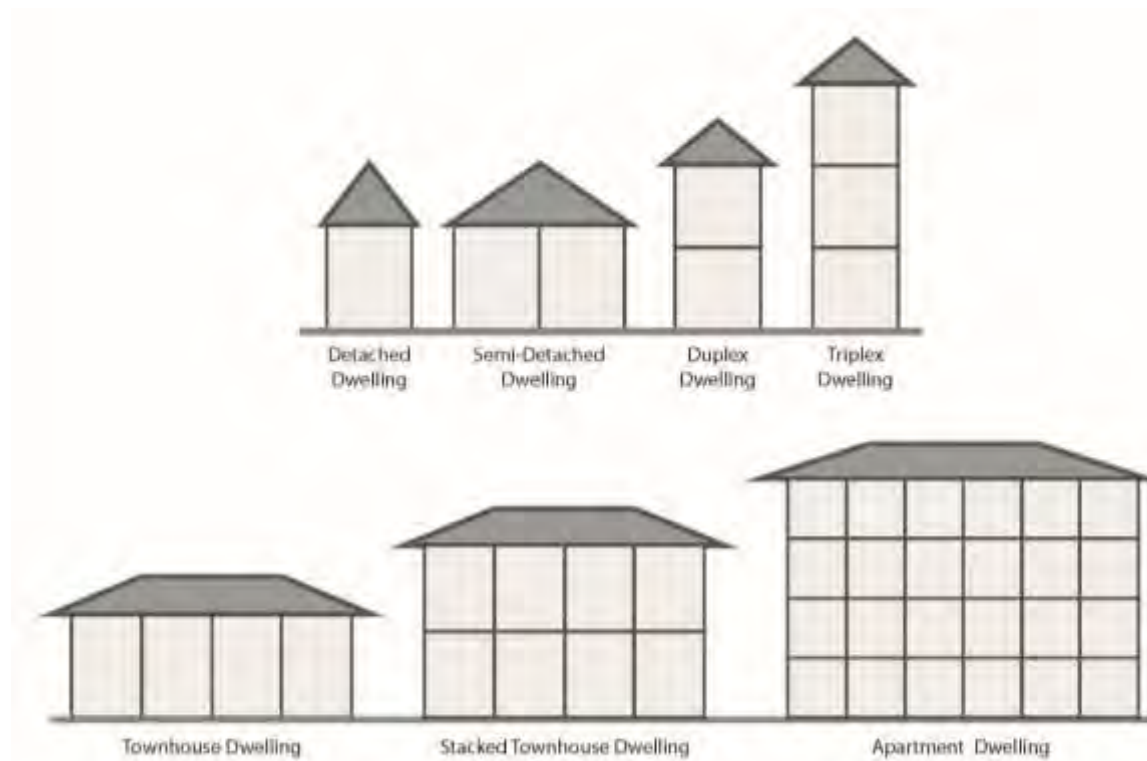 Detached
Dwelling
Semi-Detached
Dwelling
Duplex
Dwelling
Triplex
Dwelling
Townhouse Dwelling
Stacked Townhouse Dwelling
Apartment Dwelling